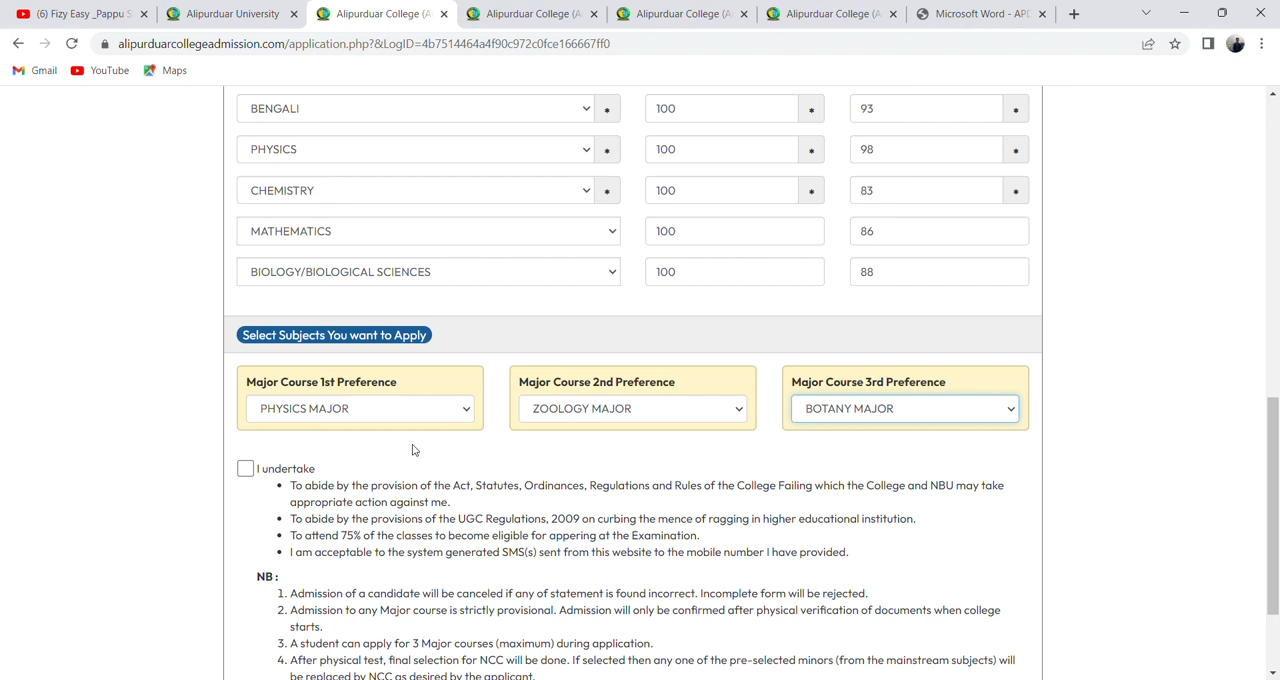 (6) Fizy Easy _Pappu S
Alipurduar University
Alipurduar College (A
Alipurduar College (A
Alipurduar College (A
Alipurduar College (A
Microsoft Word - APD
alipurduarcollegeadmission.com/application.php?&LogID=4b7514464a4f90c972d0fce166667ff0
Gmail YouTube Maps
BENGALI * 100 * 93 *
PHYSICS * 100 * 98 *
CHEMISTRY * 100 * 83 *
MATHEMATICS 100 86
BIOLOGY/BIOLOGICAL SCIENCES 100 88
Select Subjects You want to Apply
Major Course 1st Preference Major Course 2nd Preference Major Course 3rd Preference
PHYSICS MAJOR ZOOLOGY MAJOR BOTANY MAJOR
I undertake
• To abide by the provision of the Act, Statutes, Ordinances, Regulations and Rules of the College Failing which the College and NBU may take
appropriate action against me.
• To abide by the provisions of the UGC Regulations, 2009 on curbing the mence of ragging in higher educational institution.
• To attend 75% of the classes to become eligible for appering at the Examination.
• I am acceptable to the system generated SMS(s) sent from this website to the mobile number I have provided.
NB :
1. Admission of a candidate will be canceled if any of statement is found incorrect. Incomplete form will be rejected.
2. Admission to any Major course is strictly provisional. Admission will only be confirmed after physical verification of documents when college
starts.
3. A student can apply for 3 Major courses (maximum) during application.
4. After physical test, final selection for NCC will be done. If selected then any one of the pre-selected minors (from the mainstream subjects) will
be replaced by NCC as desired by the applicant.